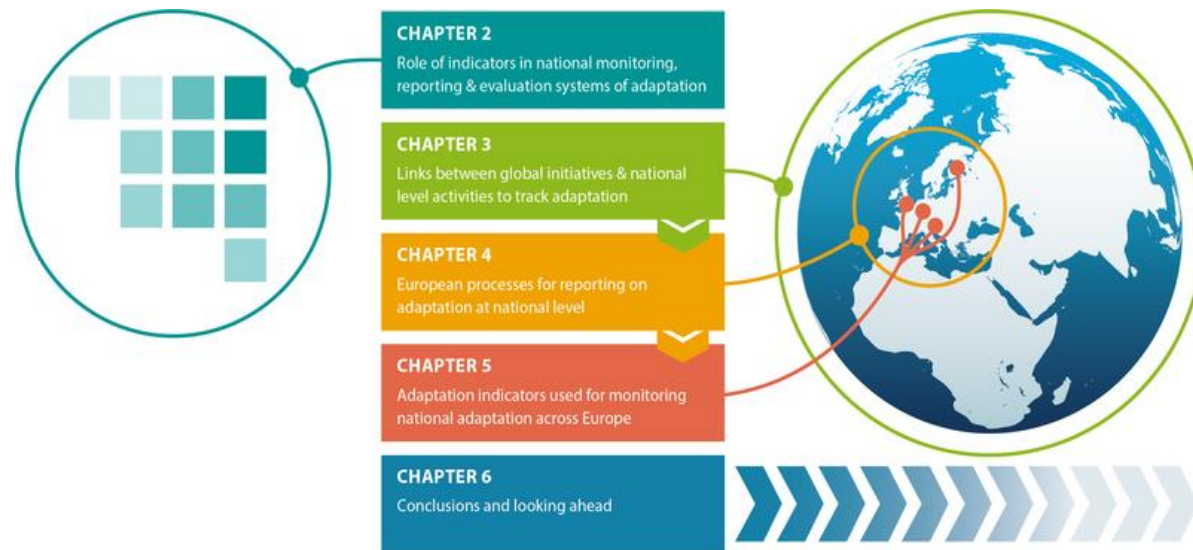 CHAPTER 2
Role of indicators in national monitoring,
reporting & evaluation systems of adaptation
CHAPTER 3
Links between global initiatives & national
level activities to track adaptation
CHAPTER 4
European processes for reporting on
adaptation at national level
CHAPTER 5
Adaptation indicators used for monitoring
national adaptation across Europe
CHAPTER 6
Conclusions and looking ahead